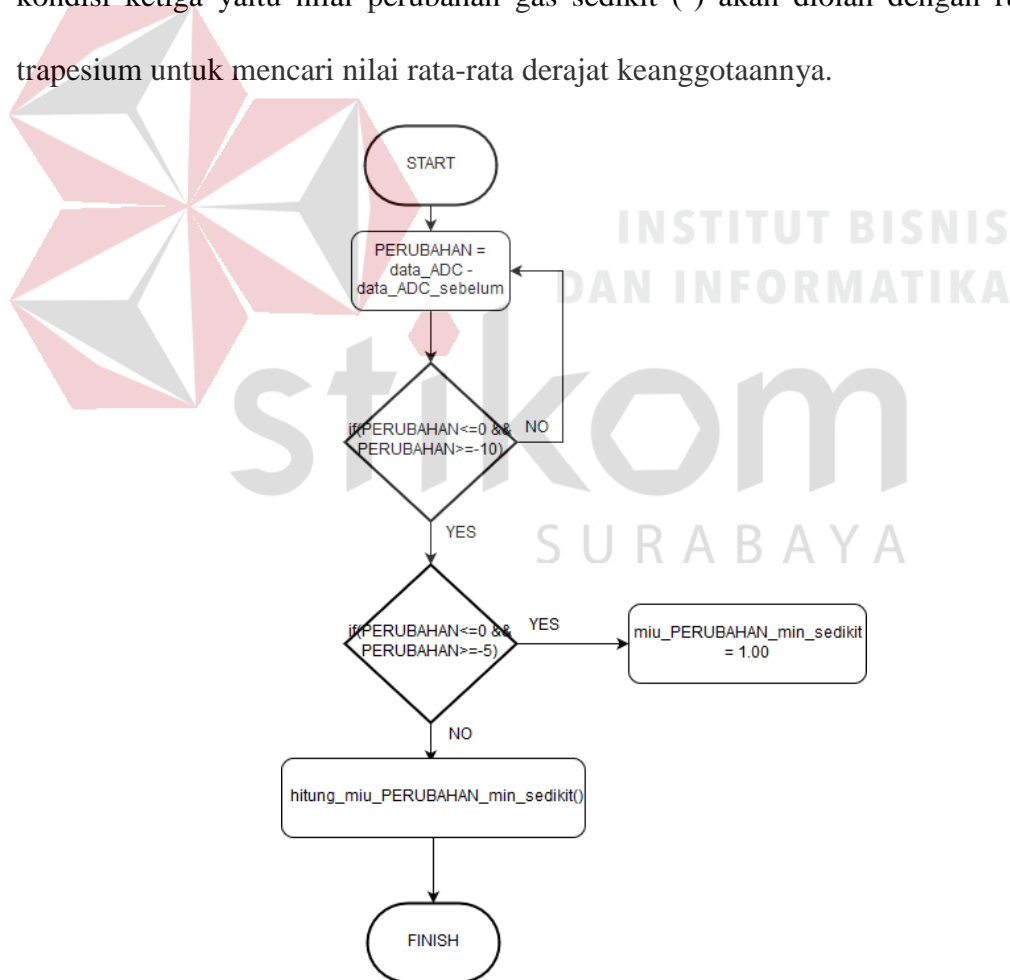 kondisi ketiga yaitu nilai perubahan gas sedikit (-) akan diolah dengan
trapesium untuk mencari nilai rata-rata derajat keanggotaannya.
START
INSTITUT BISNIS
DAN INFORMATIKA
PERUBAHAN =
data_ADC -
data_ADC_sebelum
stikom
SURABAYA
if(PERUBAHAN<=0 &&
PERUBAHAN>=-10)
NO
YES
if(PERUBAHAN<=0 &&
PERUBAHAN>=-5)
YES
miu_PERUBAHAN_min_sedikit
= 1.00
NO
hitung_miu_PERUBAHAN_min_sedikit()
FINISH